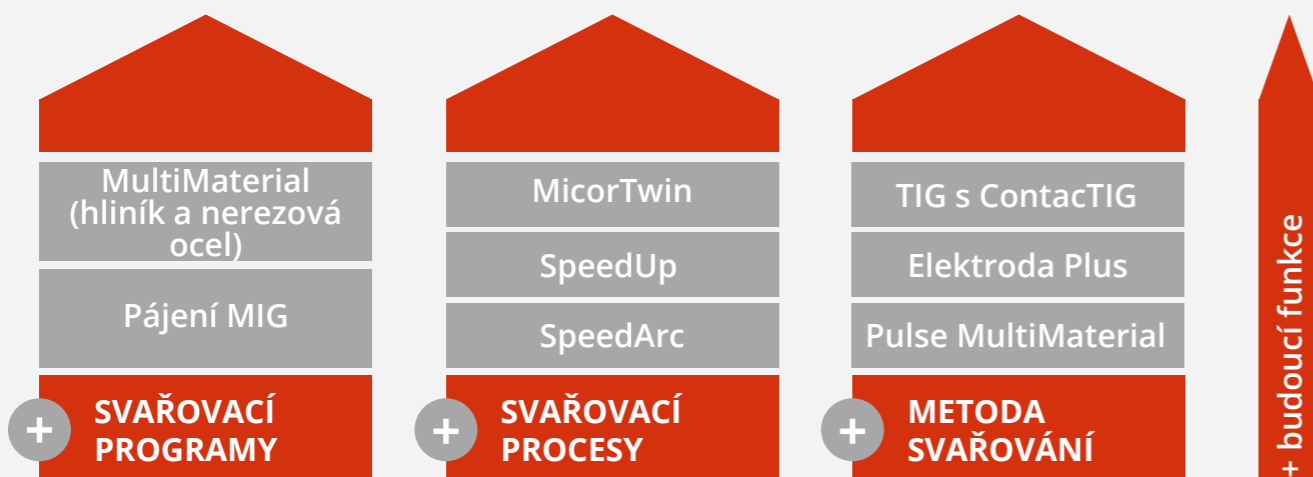 MultiMaterial
(hliník a nerezová
ocel)
Pájení MIG
+ SVAŘOVACÍ
PROGRAMY
MicorTwin
SpeedUp
SpeedArc
+ SVAŘOVACÍ
PROCESY
TIG s ContacTIG
Elektroda Plus
Pulse MultiMaterial
+ METODA
SVAŘOVÁNÍ
+ budoucí funkce